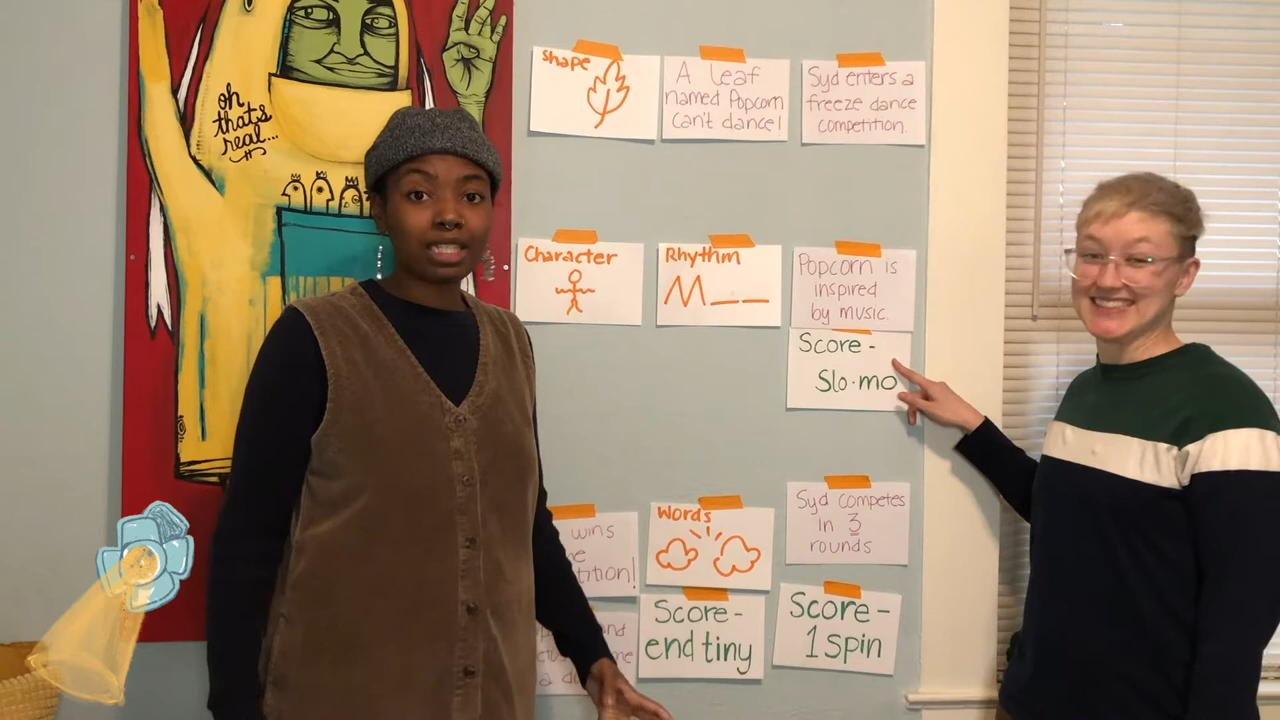 oh
that's
real...
Shape
A leaf
named Popcorn
can't dance!
Syd enters a
freeze dance
competition.
Character
Rhythm
Popcorn is
inspired
by music.
Score -
Slo-mo
wins
tition!
Words
Syd competes
in 3
rounds
Score -
end tiny
Score -
1 spin